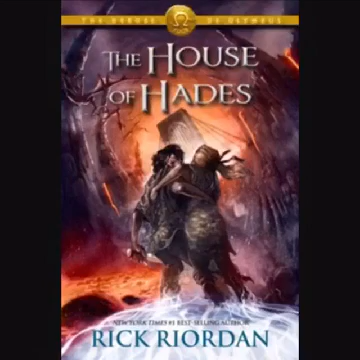 THE HEROES OF OLYMPUS
THE HOUSE
OF HADES
NEW YORK TIMES #1 BEST-SELLING AUTHOR
RICK RIORDAN